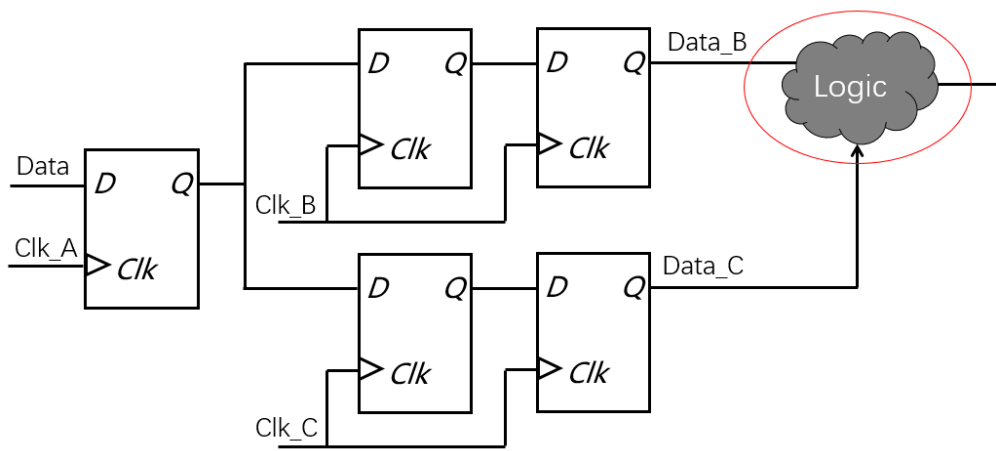 D Q D Q Data_B
Logic
Clk Clk
Data D Q
Clk_B
Clk_A Clk
D Q D Q Data_C
Clk Clk
Clk_C